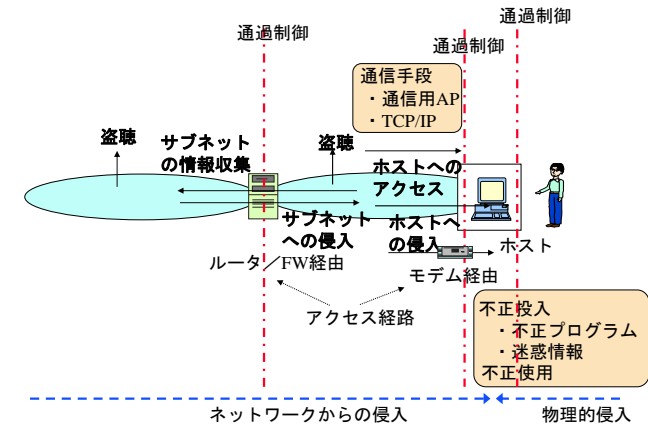 通過制御
通過制御
通過制御
通信手段
・通信用AP
・TCP/IP
盗聴
サブネット
の情報収集
盗聴
ホストへの
アクセス
サブネット
への侵入
ホストへ
の侵入
ルータ／FW経由
モデム経由
ホスト
アクセス経路
不正投入
・不正プログラム
・迷惑情報
不正使用
ネットワークからの侵入
物理的侵入